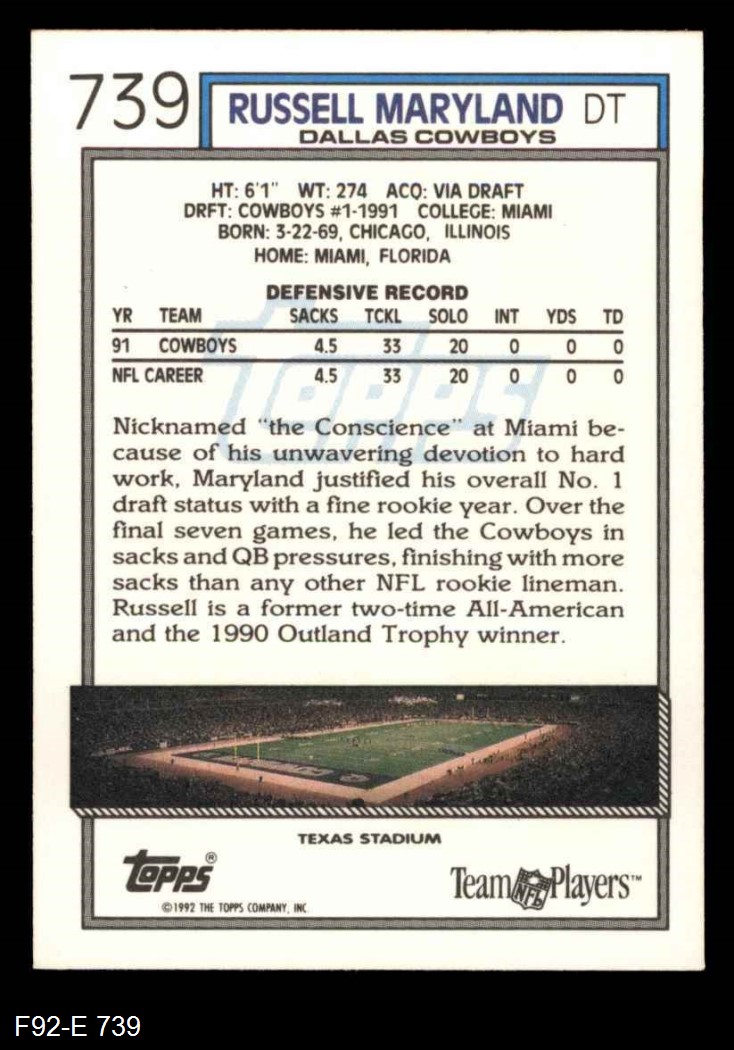 739 RUSSELL MARYLAND DT
DALLAS COWBOYS
HT: 6'1" WT: 274 ACQ: VIA DRAFT
DRFT: COWBOYS #1-1991 COLLEGE: MIAMI
BORN: 3-22-69, CHICAGO, ILLINOIS
HOME: MIAMI, FLORIDA
DEFENSIVE RECORD
YR TEAM SACKS TCKL SOLO INT YDS TD
91 COWBOYS 4.5 33 20 0 0 0
NFL CAREER 4.5 33 20 0 0 0
topps
Nicknamed "the Conscience" at Miami be-
cause of his unwavering devotion to hard
work, Maryland justified his overall No. 1
draft status with a fine rookie year. Over the
final seven games, he led the Cowboys in
sacks and QB pressures, finishing with more
sacks than any other NFL rookie lineman.
Russell is a former two-time All-American
and the 1990 Outland Trophy winner.
COWBOYS
TEXAS STADIUM
topps®
Team NFL Players™
©1992 THE TOPPS COMPANY, INC.
F92-E 739